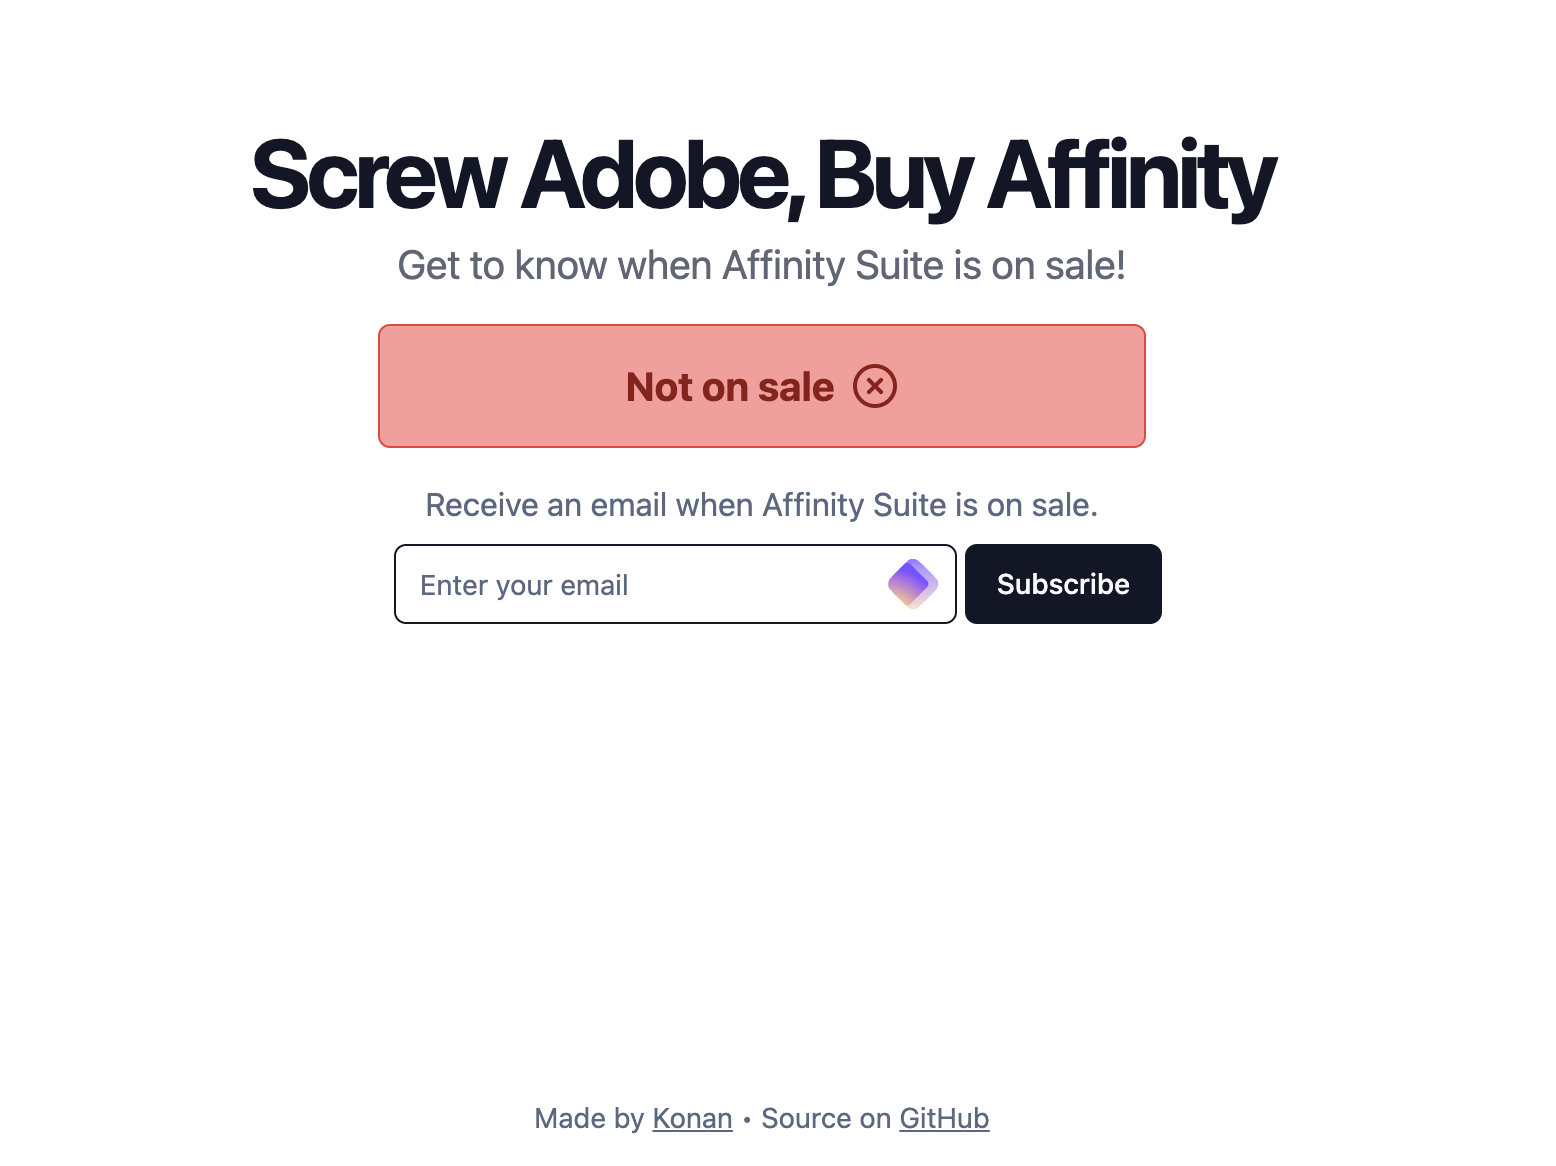 Screw Adobe, Buy Affinity
Get to know when Affinity Suite is on sale!
Not on sale
Receive an email when Affinity Suite is on sale.
Enter your email
Subscribe
Made by Konan • Source on GitHub